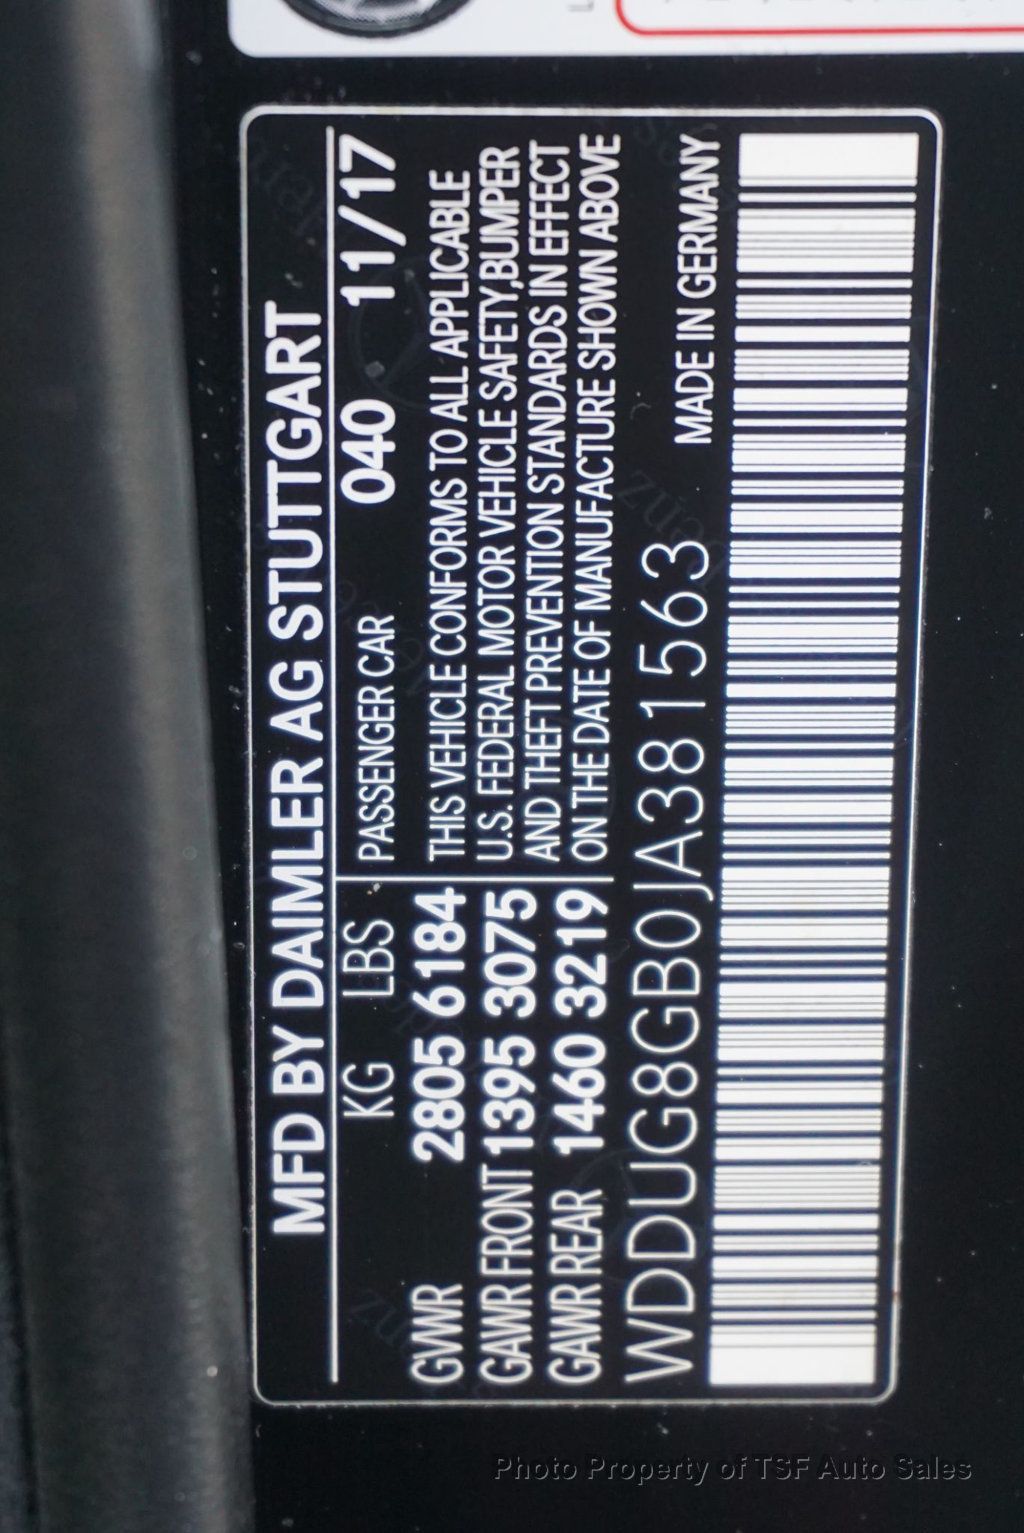 MFD BY DAIMLER AG STUTTGART
KG LBS PASSENGER CAR 040 11/17
GVWR 2805 6184 THIS VEHICLE CONFORMS TO ALL APPLICABLE
GAWR FRONT 1395 3075 U.S. FEDERAL MOTOR VEHICLE SAFETY,BUMPER
GAWR REAR 1460 3219 AND THEFT PREVENTION STANDARDS IN EFFECT
ON THE DATE OF MANUFACTURE SHOWN ABOVE
WDDUG8GB0JA381563 MADE IN GERMANY
Photo Property of TSF Auto Sales